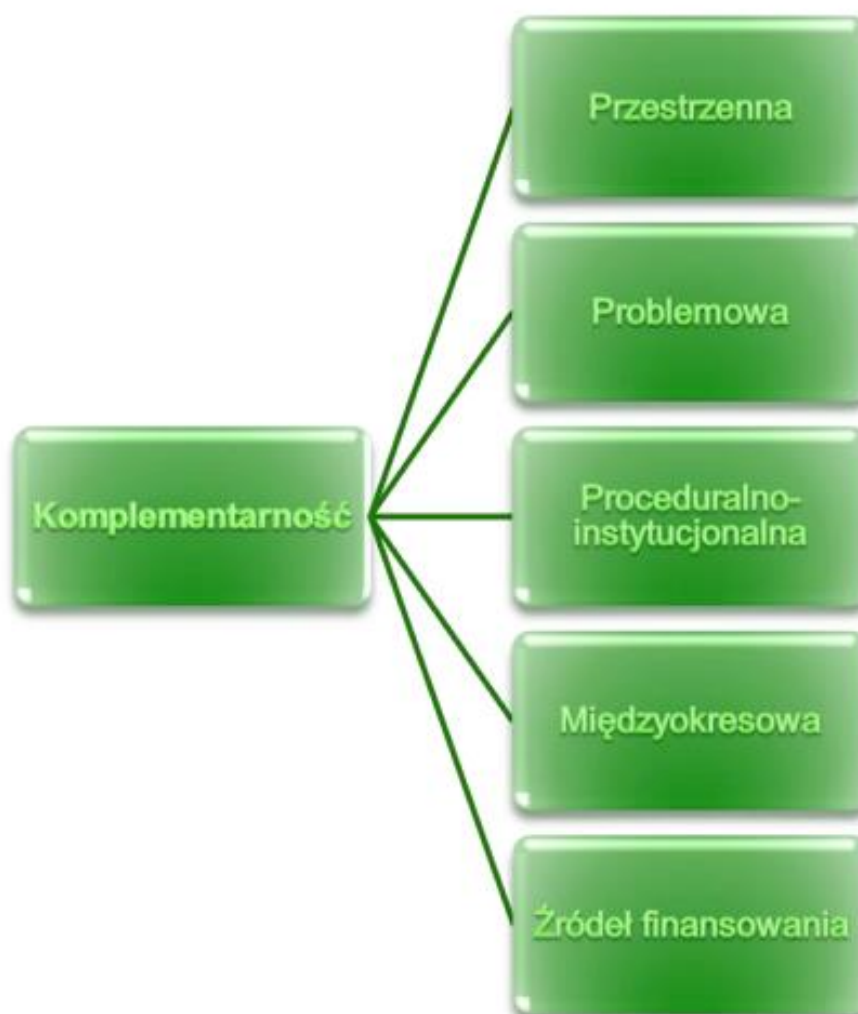 Przestrzenna
Problemowa
Komplementarność
Proceduralno-
instytucjonalna
Międzyokresowa
Źródeł finansowania